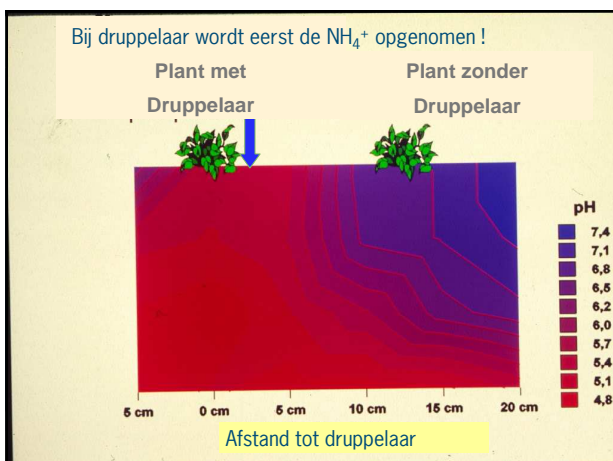 Bij druppelaar wordt eerst de NH₄⁺ opgenomen !
Plant met
Druppelaar
Plant zonder
Druppelaar
pH
7,4
7,1
6,8
6,5
6,2
6,0
5,7
5,4
5,1
4,8
5 cm 0 cm 5 cm 10 cm 15 cm 20 cm
Afstand tot druppelaar